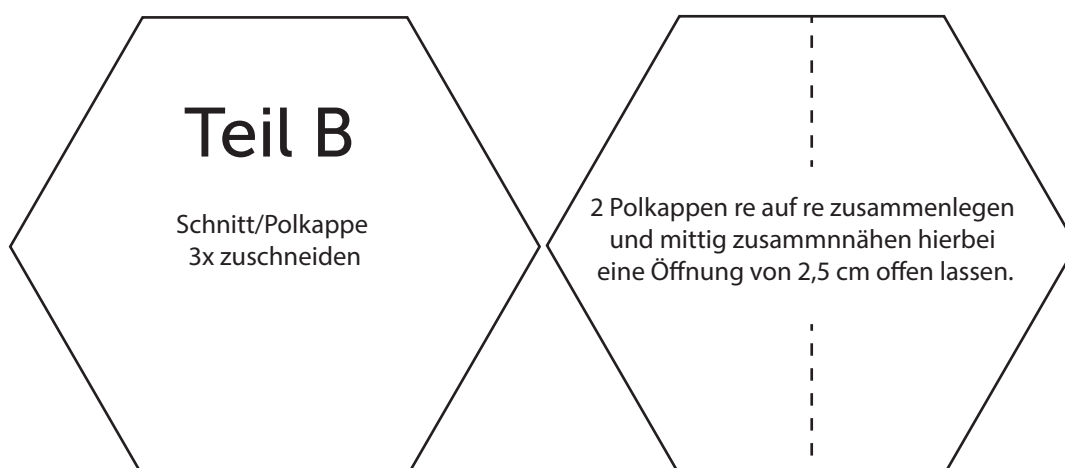 Teil B
Schnitt/Polkappe
3x zuschneiden
2 Polkappen re auf re zusammenlegen
und mittig zusammnnähen hierbei
eine Öffnung von 2,5 cm offen lassen.